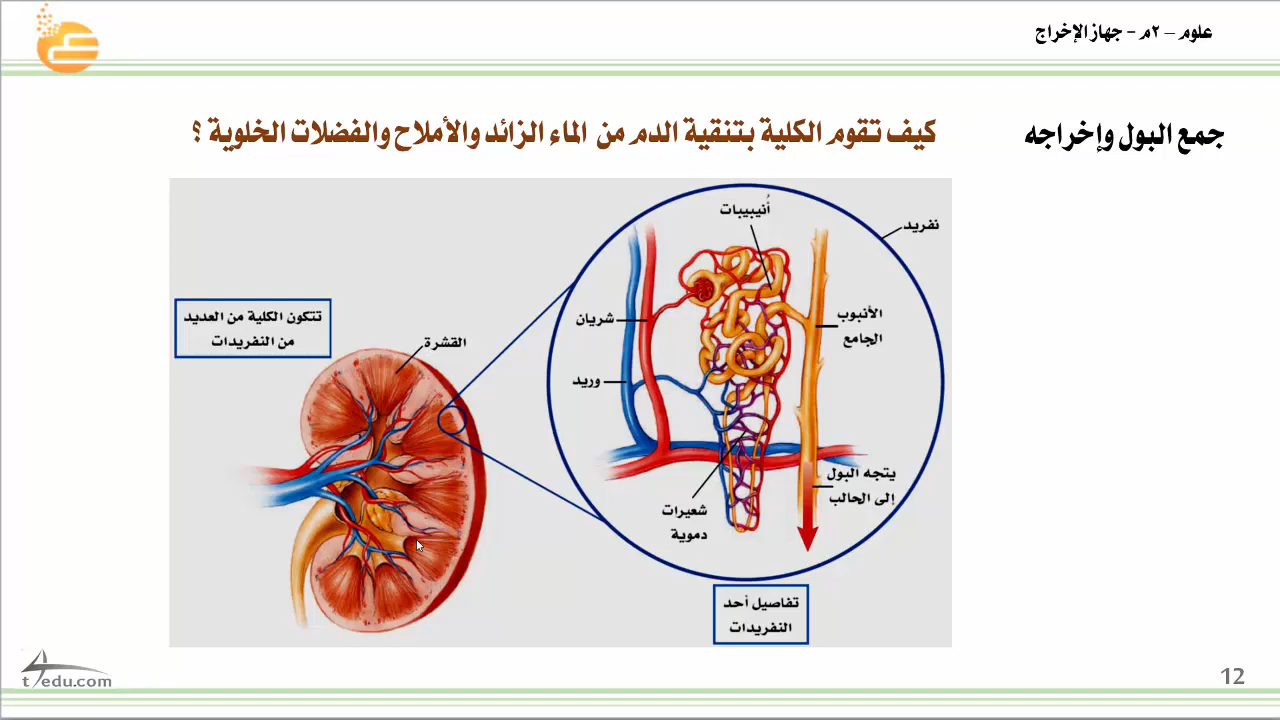 علوم – ٢م – جهاز الإخراج
جمع البول وإخراجه
كيف تقوم الكلية بتنقية الدم من الماء الزائد والأملاح والفضلات الخلوية ؟
أُنيبيبات
نفريد
تتكون الكلية من العديد
من النفريدات
القشرة
شريان
وريد
الأنبوب
الجامع
يتجه البول
إلى الحالب
شعيرات
دموية
تفاصيل أحد
النفريدات
t4edu.com
12